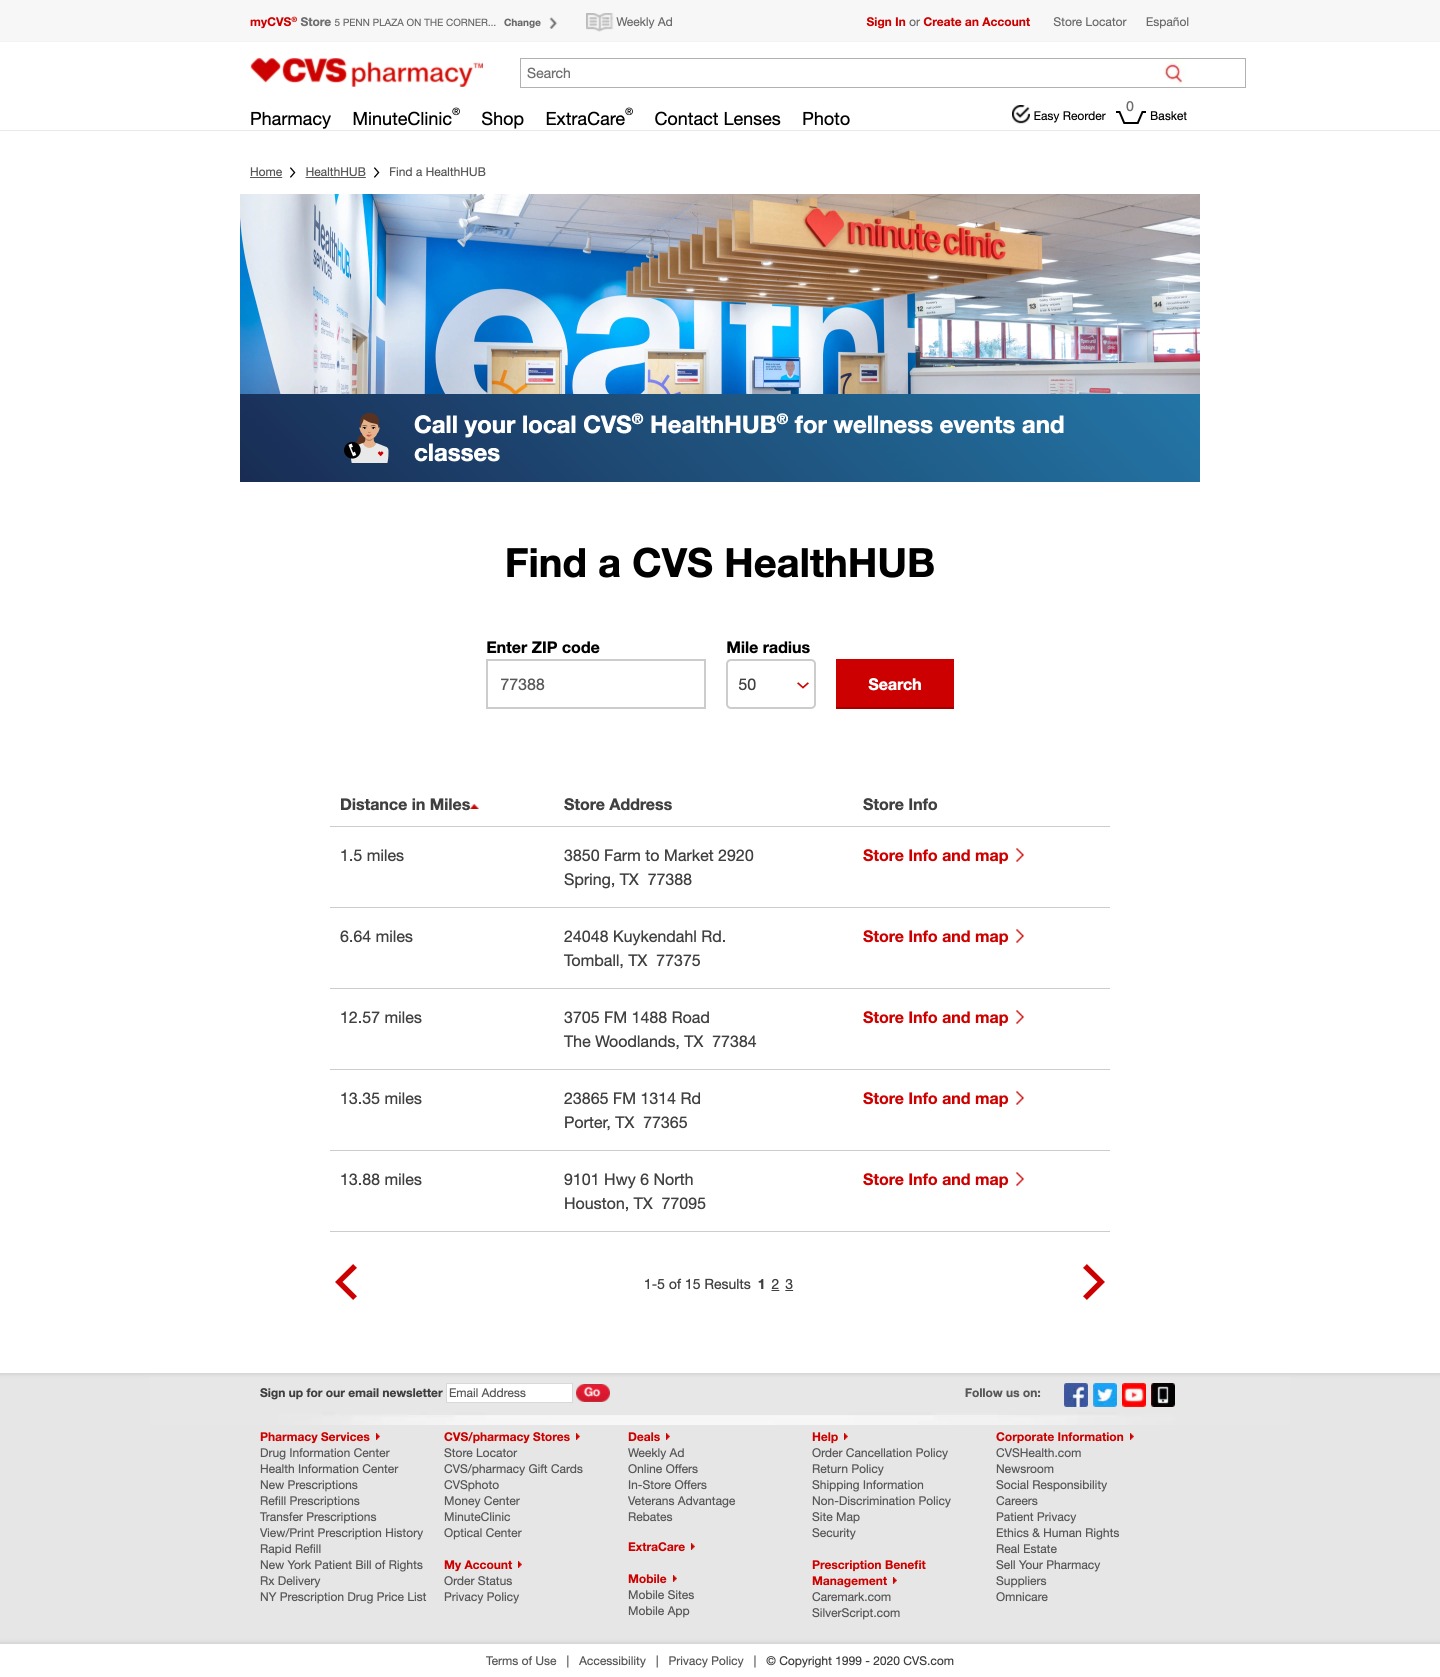 myCVS® Store 5 PENN PLAZA ON THE CORNER... Change
Weekly Ad
Sign In or Create an Account
Store Locator
Español
CVS pharmacy™
Search
Pharmacy
MinuteClinic®
Shop
ExtraCare®
Contact Lenses
Photo
Easy Reorder
0
Basket
Home
HealthHUB
Find a HealthHUB
HealthHUB.
services
minute clinic
12
13
14
Call your local CVS® HealthHUB® for wellness events and
classes
Find a CVS HealthHUB
Enter ZIP code
Mile radius
77388
50
Search
Distance in Miles
Store Address
Store Info
1.5 miles
3850 Farm to Market 2920
Spring, TX 77388
Store Info and map
6.64 miles
24048 Kuykendahl Rd.
Tomball, TX 77375
Store Info and map
12.57 miles
3705 FM 1488 Road
The Woodlands, TX 77384
Store Info and map
13.35 miles
23865 FM 1314 Rd
Porter, TX 77365
Store Info and map
13.88 miles
9101 Hwy 6 North
Houston, TX 77095
Store Info and map
1-5 of 15 Results 1 2 3
Sign up for our email newsletter
Email Address
Go
Follow us on:
Pharmacy Services
Drug Information Center
Health Information Center
New Prescriptions
Refill Prescriptions
Transfer Prescriptions
View/Print Prescription History
Rapid Refill
New York Patient Bill of Rights
Rx Delivery
NY Prescription Drug Price List
CVS/pharmacy Stores
Store Locator
CVS/pharmacy Gift Cards
CVSphoto
Money Center
MinuteClinic
Optical Center
My Account
Order Status
Privacy Policy
Deals
Weekly Ad
Online Offers
In-Store Offers
Veterans Advantage
Rebates
ExtraCare
Mobile
Mobile Sites
Mobile App
Help
Order Cancellation Policy
Return Policy
Shipping Information
Non-Discrimination Policy
Site Map
Security
Prescription Benefit
Management
Caremark.com
SilverScript.com
Corporate Information
CVSHealth.com
Newsroom
Social Responsibility
Careers
Patient Privacy
Ethics & Human Rights
Real Estate
Sell Your Pharmacy
Suppliers
Omnicare
Terms of Use | Accessibility | Privacy Policy | © Copyright 1999 - 2020 CVS.com